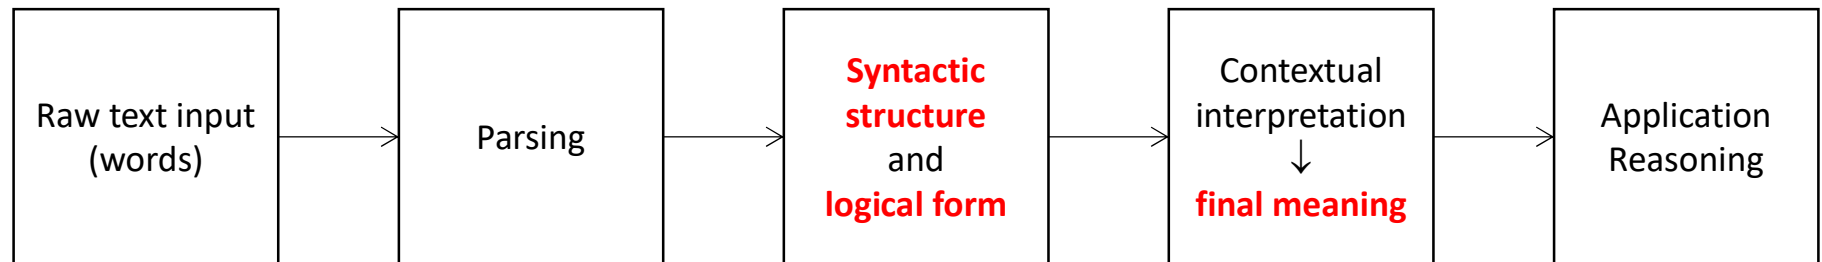 Raw text input
(words)
Parsing
Syntactic
structure
and
logical form
Contextual
interpretation
↓
final meaning
Application
Reasoning